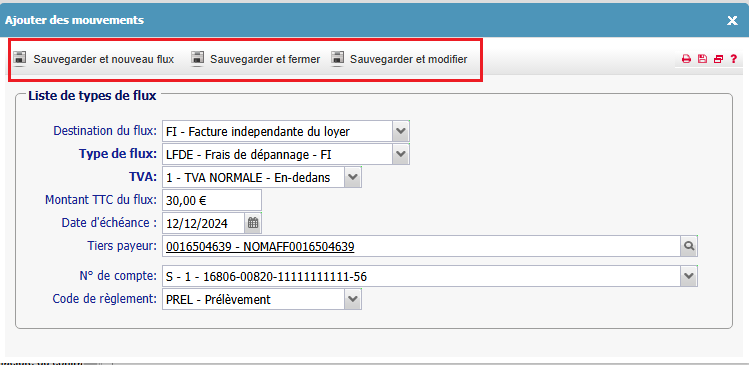 Ajouter des mouvements
Sauvegarder et nouveau flux Sauvegarder et fermer Sauvegarder et modifier ?
Liste de types de flux
Destination du flux: FI - Facture independante du loyer
Type de flux: LFDE - Frais de dépannage - FI
TVA: 1 - TVA NORMALE - En-dedans
Montant TTC du flux: 30,00 €
Date d'échéance : 12/12/2024
Tiers payeur: 0016504639 - NOMAFF0016504639
N° de compte: S - 1 - 16806-00820-11111111111-56
Code de règlement: PREL - Prélèvement